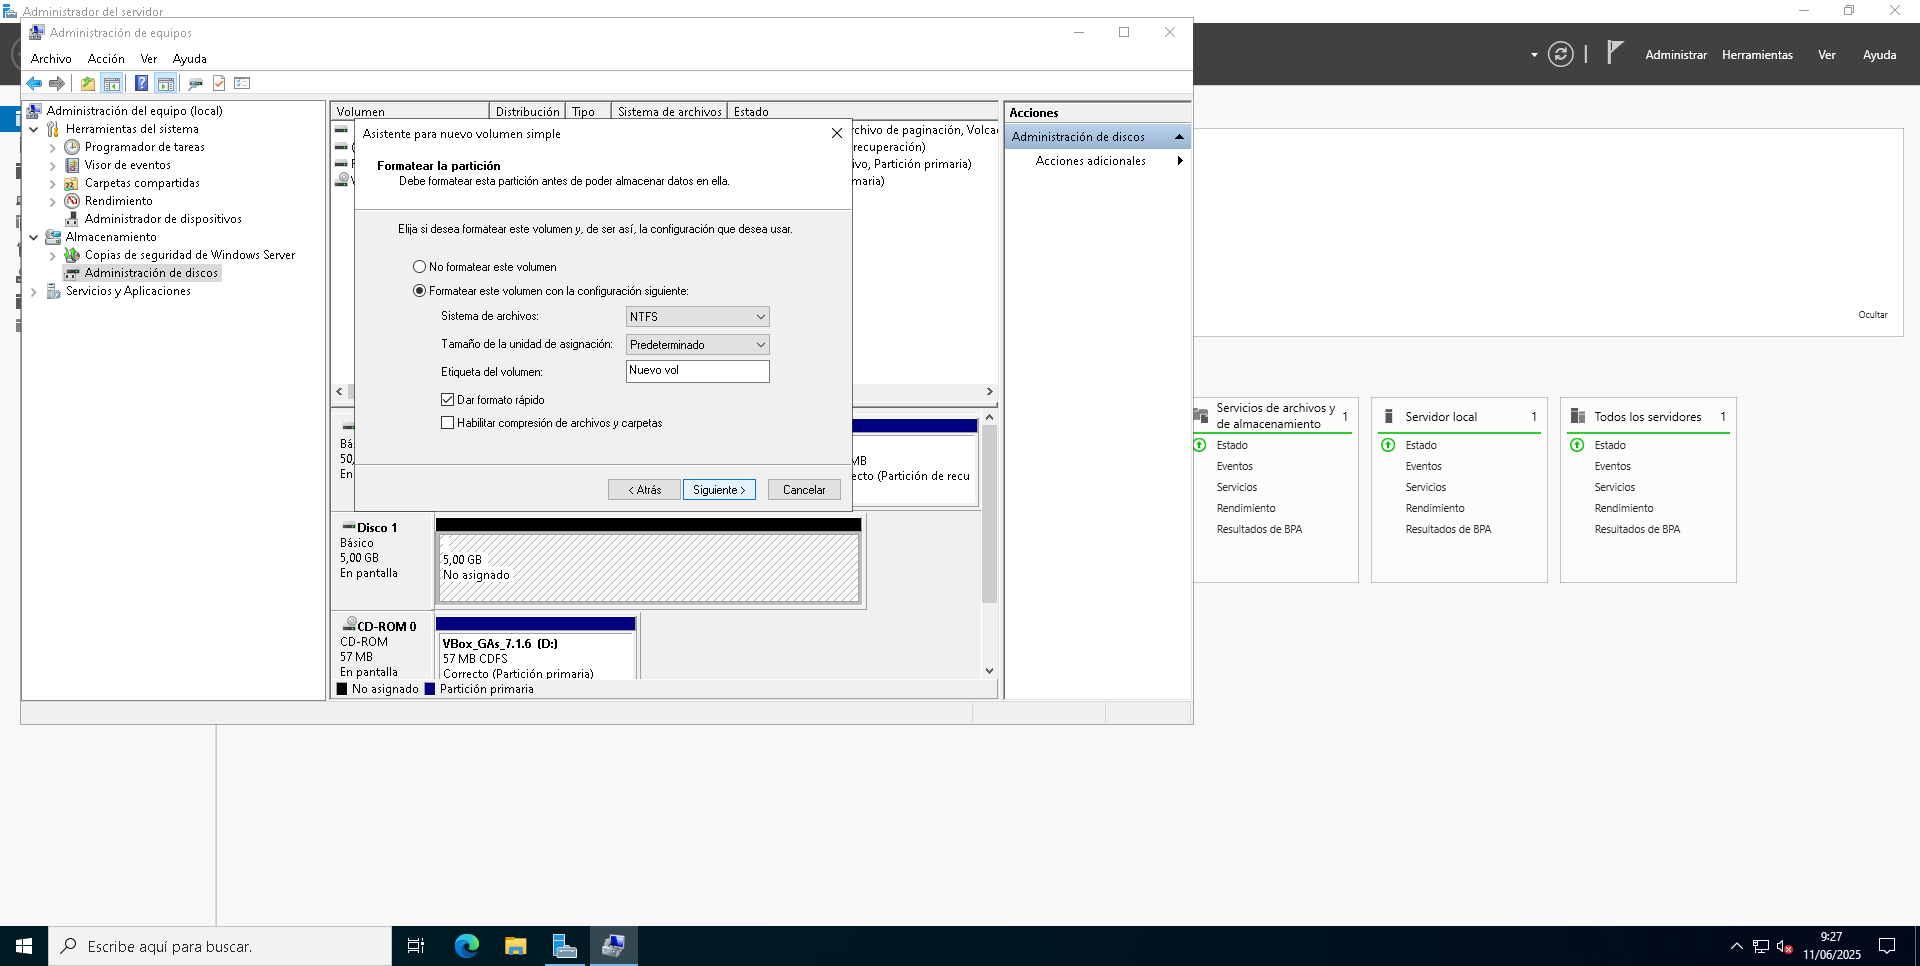 Administrador del servidor
Administración de equipos
Archivo Acción Ver Ayuda
Administrar Herramientas Ver Ayuda
Administración del equipo (local)
Herramientas del sistema
Programador de tareas
Visor de eventos
Carpetas compartidas
Rendimiento
Administrador de dispositivos
Almacenamiento
Copias de seguridad de Windows Server
Administración de discos
Servicios y Aplicaciones
Volumen Distribución Tipo Sistema de archivos Estado
chivo de paginación, Volca
recuperación)
ivo, Partición primaria)
maria)
Asistente para nuevo volumen simple
Formatear la partición
Debe formatear esta partición antes de poder almacenar datos en ella.
Elija si desea formatear este volumen y, de ser así, la configuración que desea usar.
No formatear este volumen
Formatear este volumen con la configuración siguiente:
Sistema de archivos: NTFS
Tamaño de la unidad de asignación: Predeterminado
Etiqueta del volumen: Nuevo vol
Dar formato rápido
Habilitar compresión de archivos y carpetas
< Atrás Siguiente > Cancelar
Bá
50,
En
MB
ecto (Partición de recu
Disco 1
Básico
5,00 GB
En pantalla
5,00 GB
No asignado
CD-ROM 0
CD-ROM
57 MB
En pantalla
VBox_GAs_7.1.6 (D:)
57 MB CDFS
Correcto (Partición primaria)
No asignado Partición primaria
Acciones
Administración de discos
Acciones adicionales
Ocultar
Servicios de archivos y de almacenamiento 1
Estado
Eventos
Servicios
Rendimiento
Resultados de BPA
Servidor local 1
Estado
Eventos
Servicios
Rendimiento
Resultados de BPA
Todos los servidores 1
Estado
Eventos
Servicios
Rendimiento
Resultados de BPA
Escribe aquí para buscar.
9:27
11/06/2025